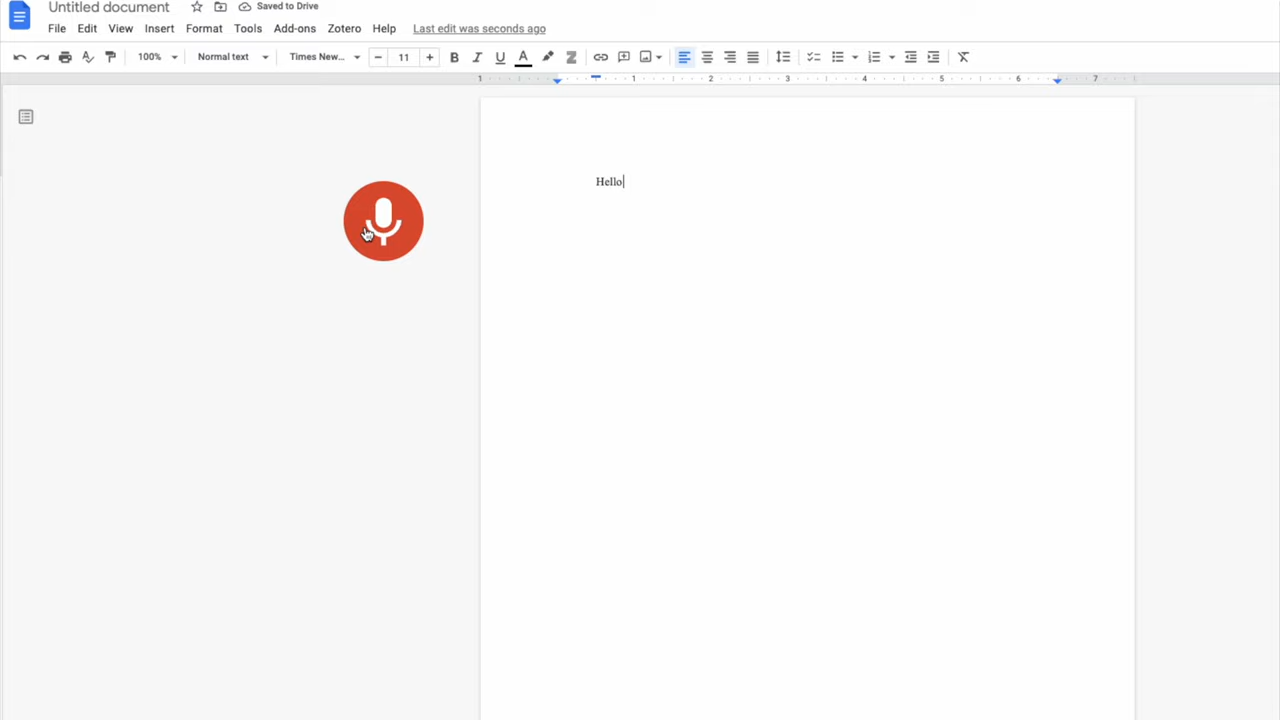 Untitled document Saved to Drive
File Edit View Insert Format Tools Add-ons Zotero Help Last edit was seconds ago
100% Normal text Times New... − 11 + B I U A Z
1 1 2 3 4 5 6 7
Hello